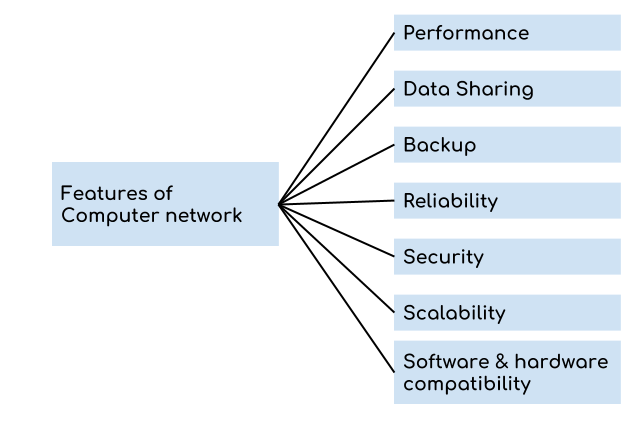 Features of
Computer network
Performance
Data Sharing
Backup
Reliability
Security
Scalability
Software & hardware
compatibility